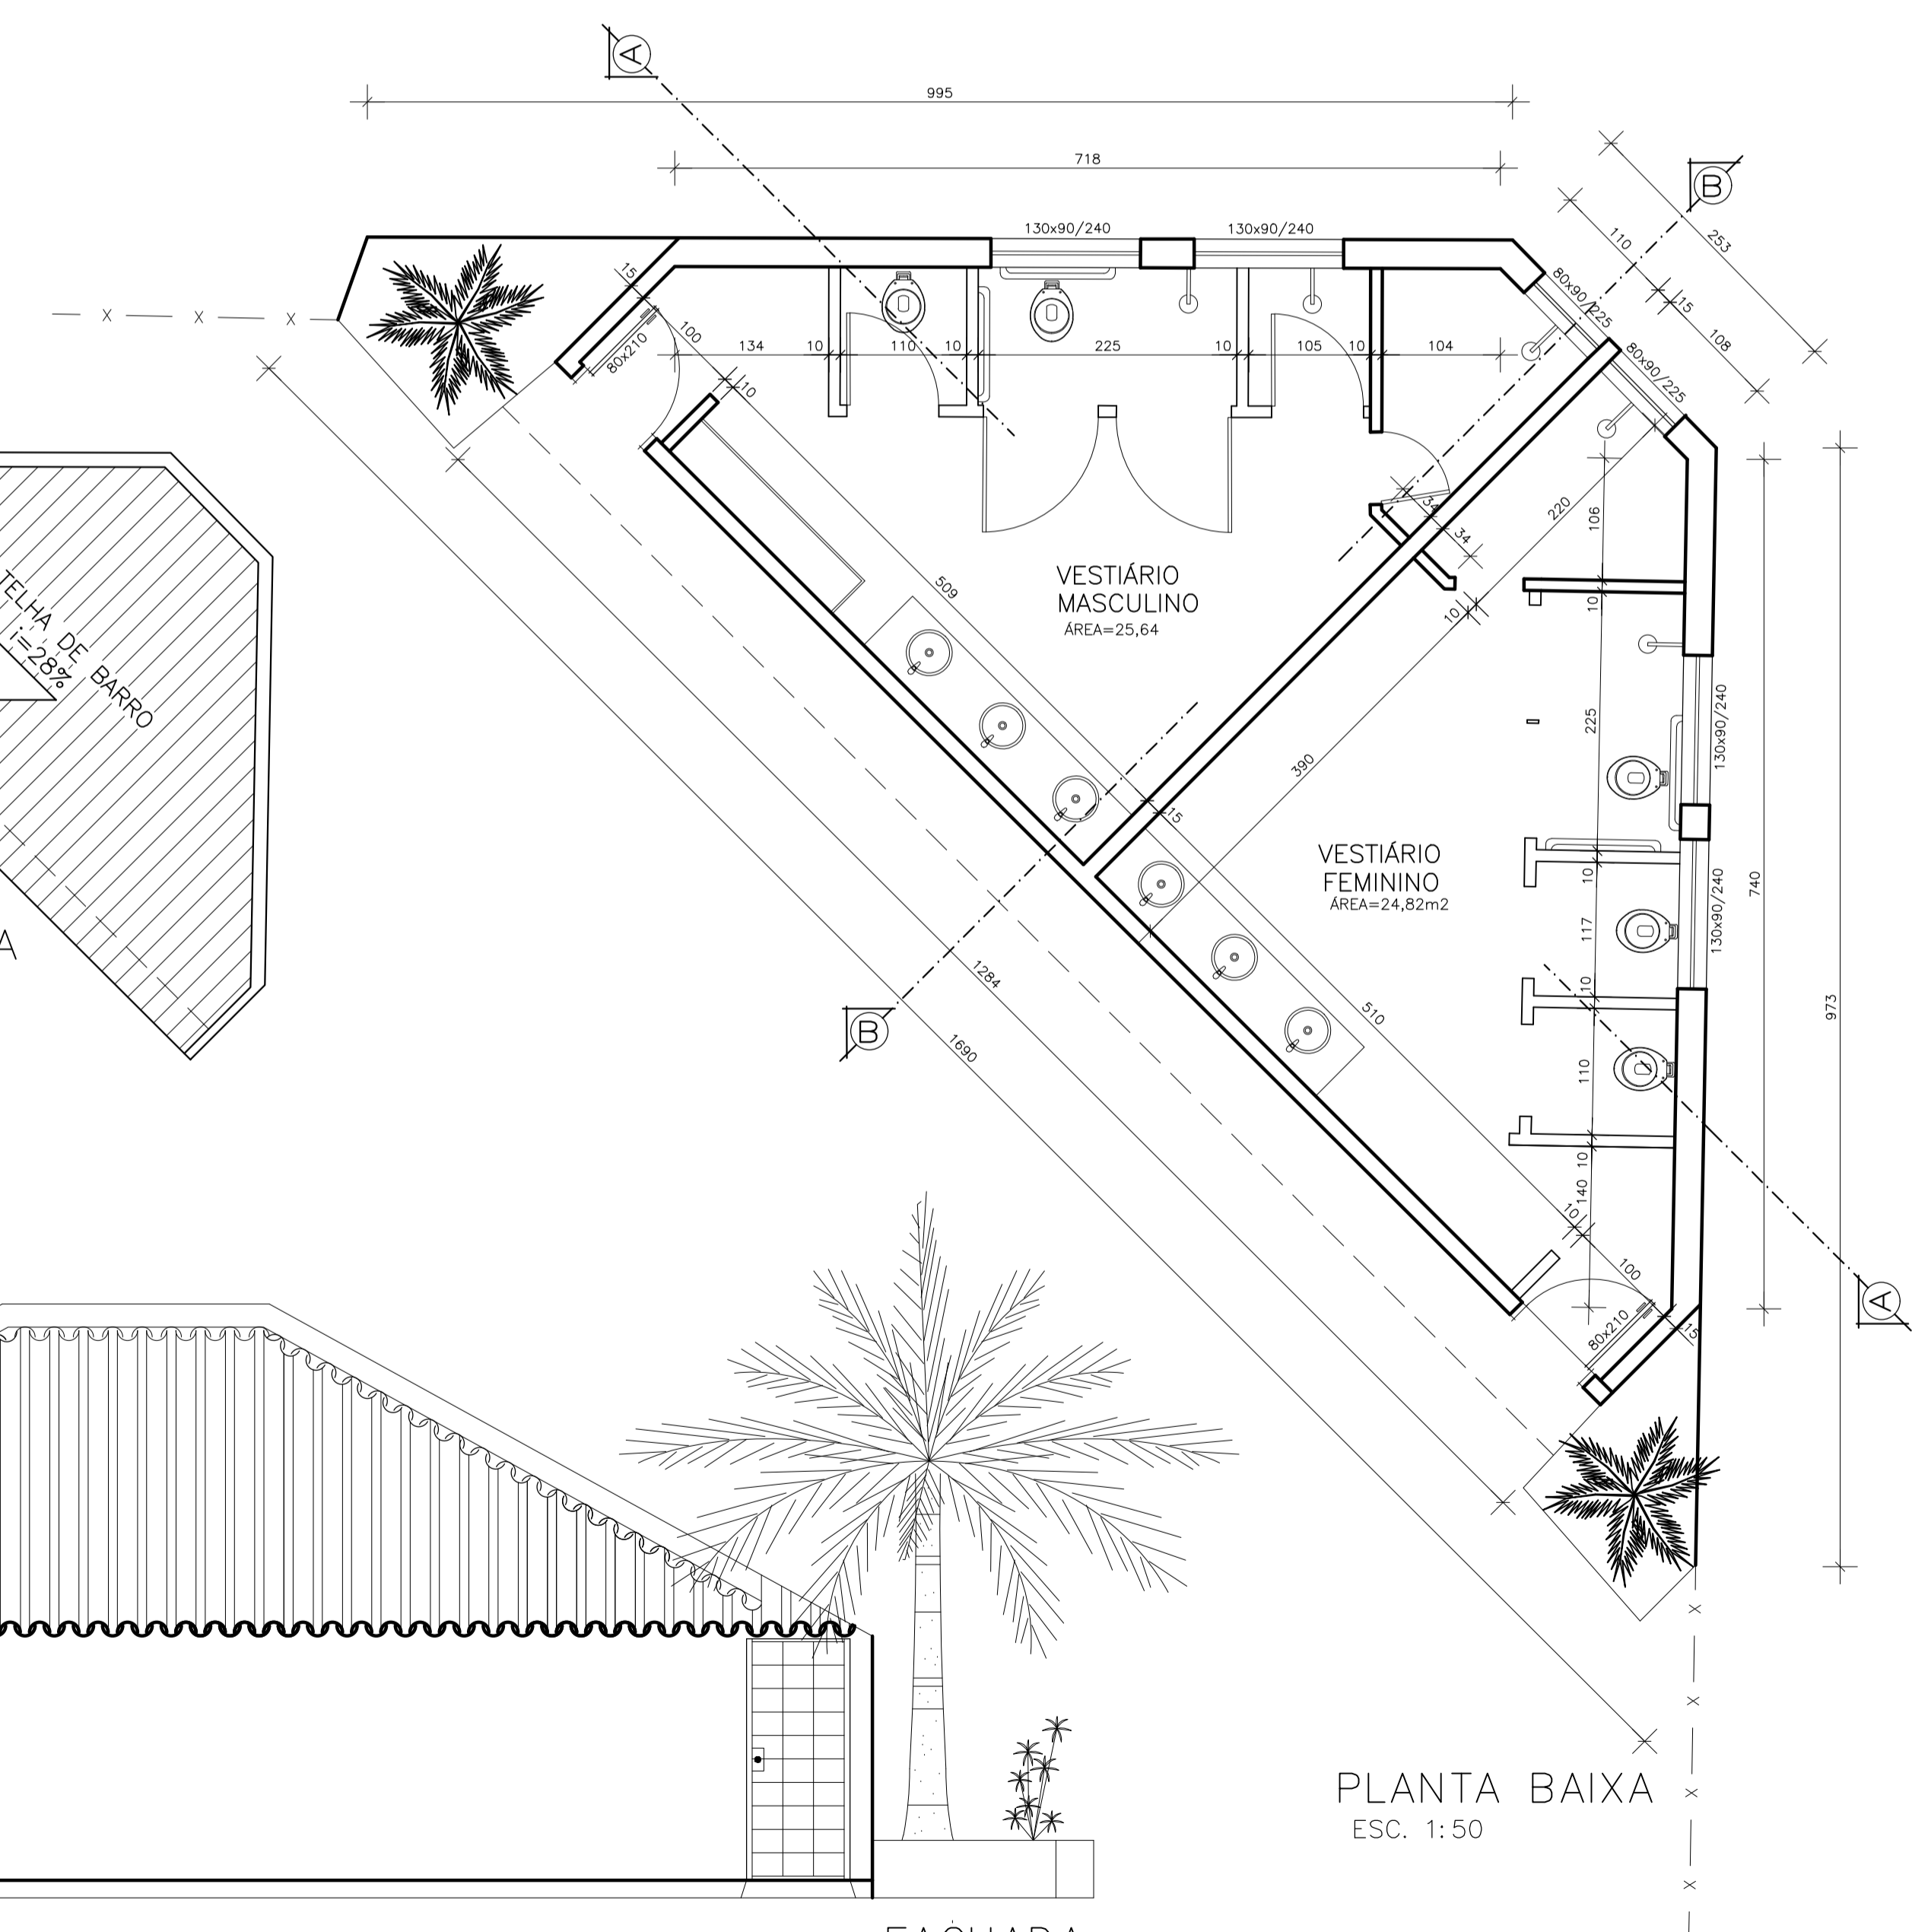 A
995
718
B
253
110
15
108
130x90/240
130x90/240
80x90/225
80x90/225
15
100
80x210
10
134
10
110
10
225
10
105
10
104
34
34
220
106
10
10
509
VESTIÁRIO
MASCULINO
ÁREA=25,64
TELHA DE BARRO
i=28%
225
130x90/240
390
15
VESTIÁRIO
FEMININO
ÁREA=24,82m2
10
740
130x90/240
117
A
1284
10
510
973
B
1690
110
10
140
10
100
A
80x210
15
PLANTA BAIXA
ESC. 1:50